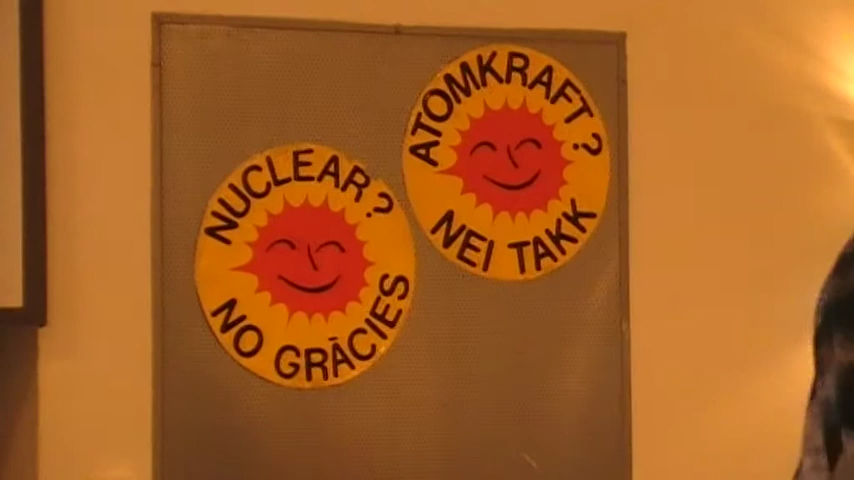 NUCLEAR?
NO GRÀCIES
ATOMKRAFT?
NEI TAKK